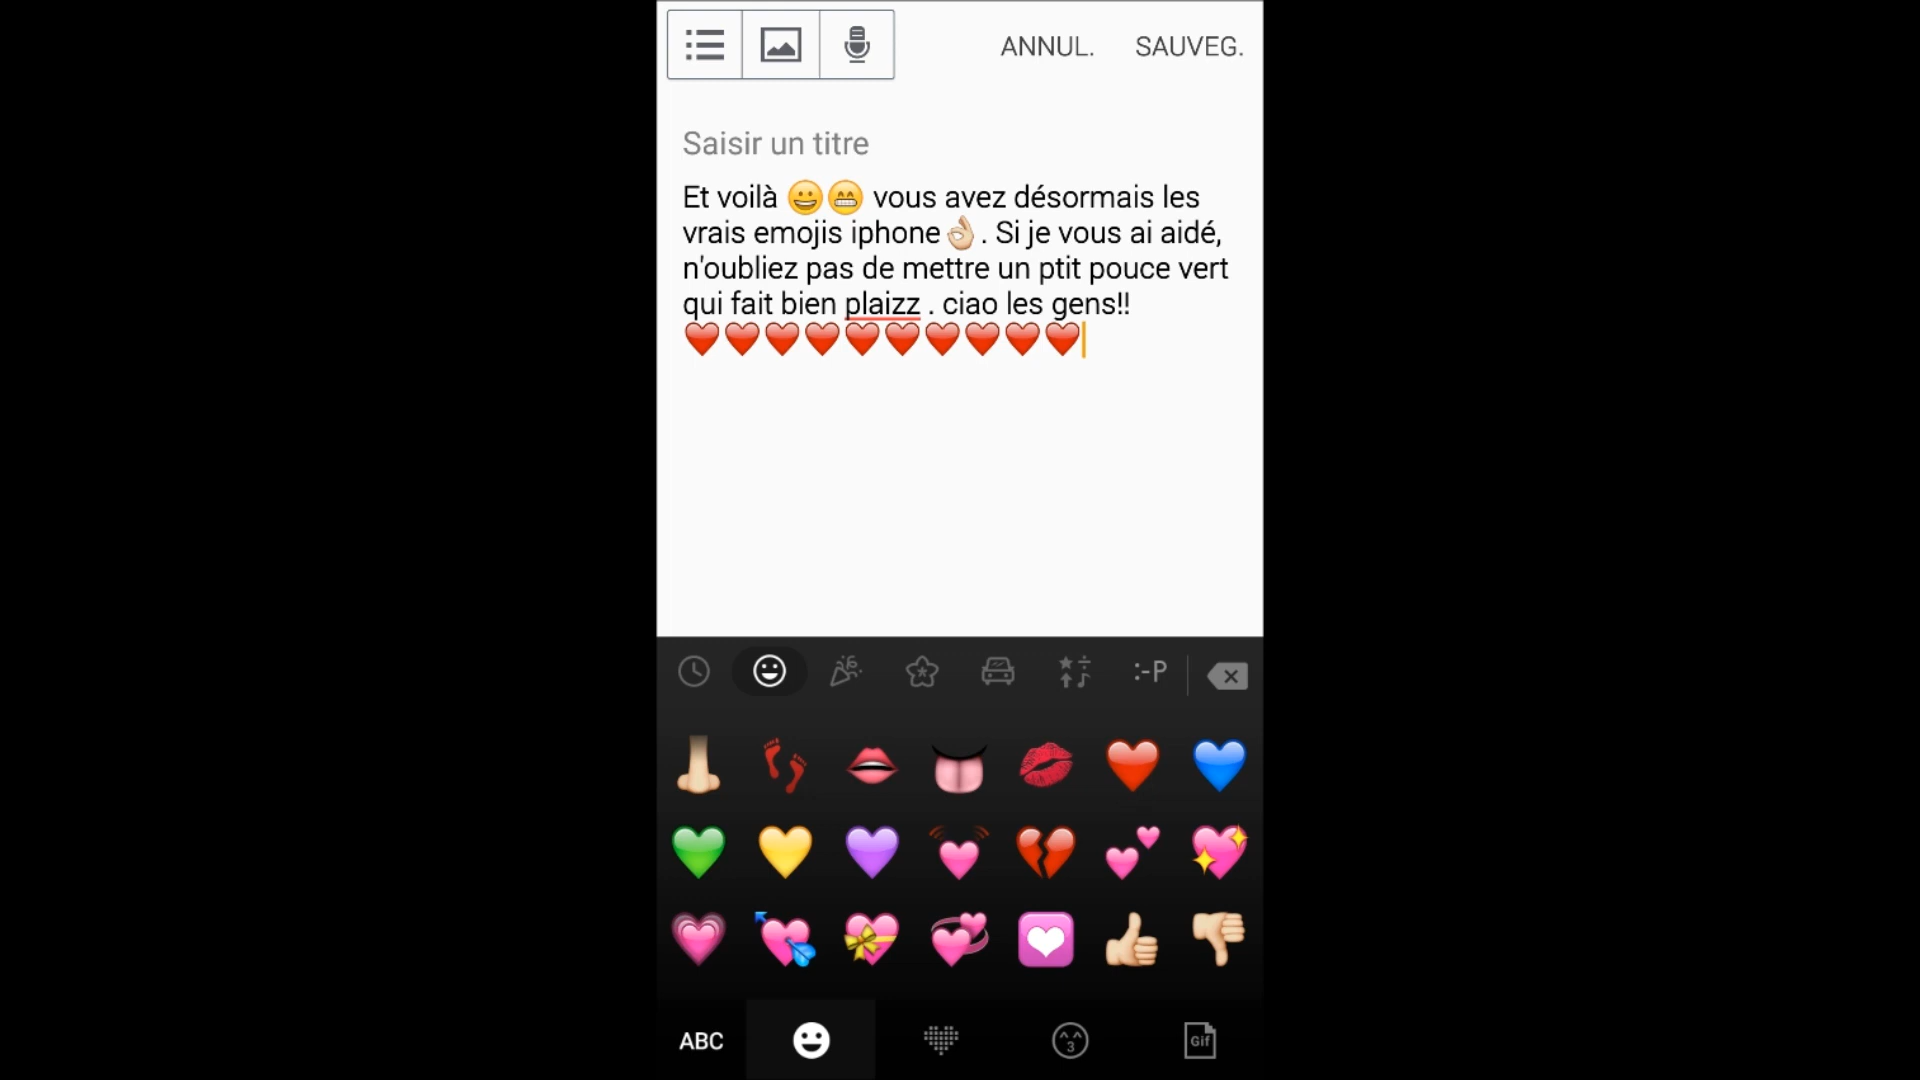 ANNUL. SAUVEG.
Saisir un titre
Et voilà 😀😁 vous avez désormais les
vrais emojis iphone👌🏼. Si je vous ai aidé,
n'oubliez pas de mettre un ptit pouce vert
qui fait bien plaizz . ciao les gens!!
❤️❤️❤️❤️❤️❤️❤️❤️❤️❤️
:-P
ABC
Gif